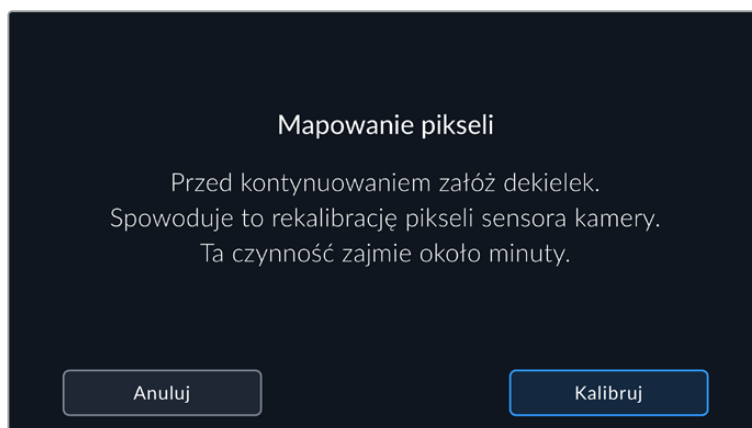 Mapowanie pikseli
Przed kontynuowaniem załóż dekielek.
Spowoduje to rekalibrację pikseli sensora kamery.
Ta czynność zajmie około minuty.
Anuluj
Kalibruj